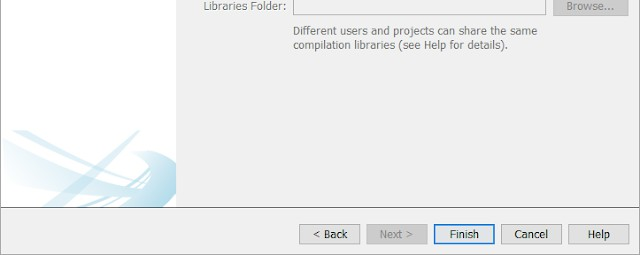 Libraries Folder: Browse...
Different users and projects can share the same
compilation libraries (see Help for details).
< Back Next > Finish Cancel Help